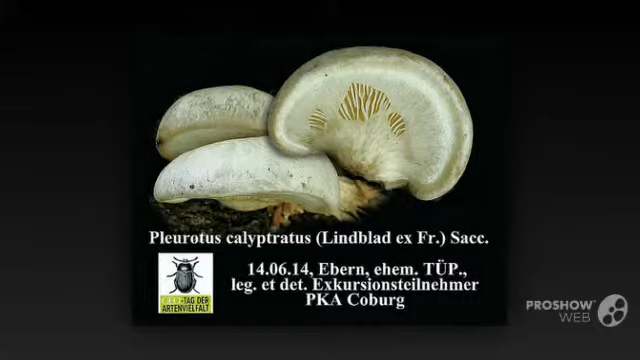 Pleurotus calyptratus (Lindblad ex Fr.) Sacc.
14.06.14, Ebern, ehem. TÜP.,
leg. et det. Exkursionsteilnehmer
PKA Coburg
GEO-TAG DER
ARTENVIELFALT
PROSHOW
WEB